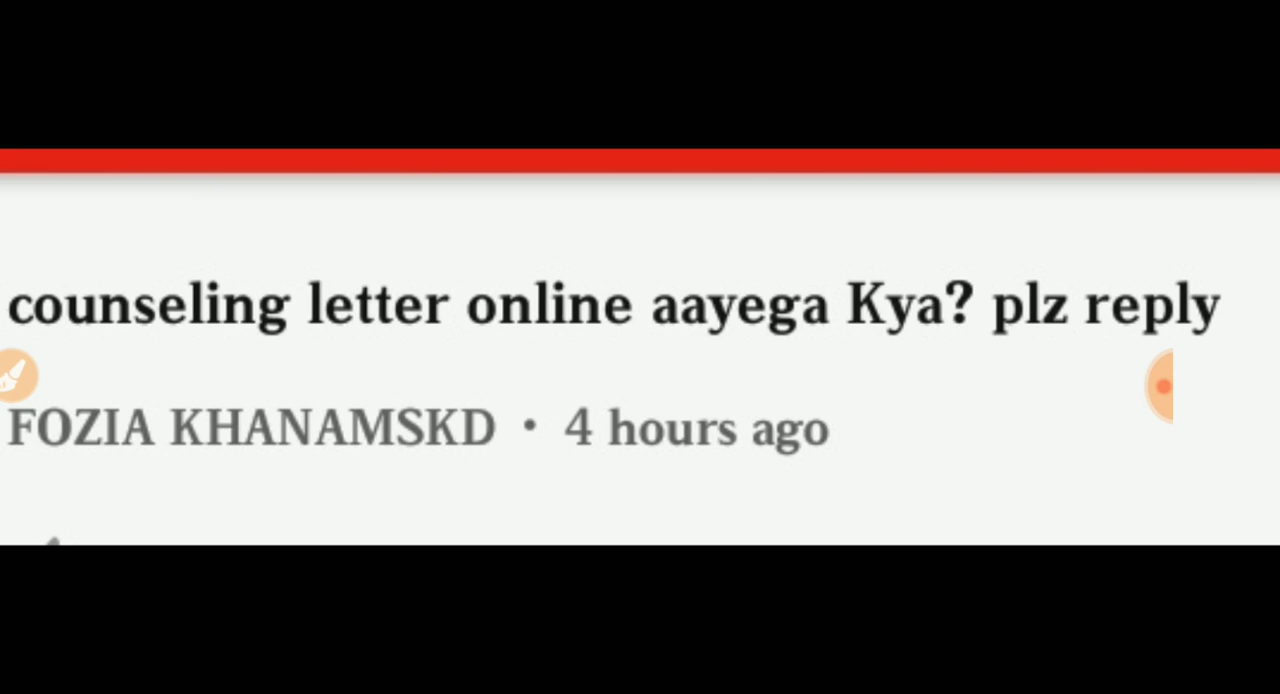 counseling letter online aayega Kya? plz reply
FOZIA KHANAMSKD • 4 hours ago